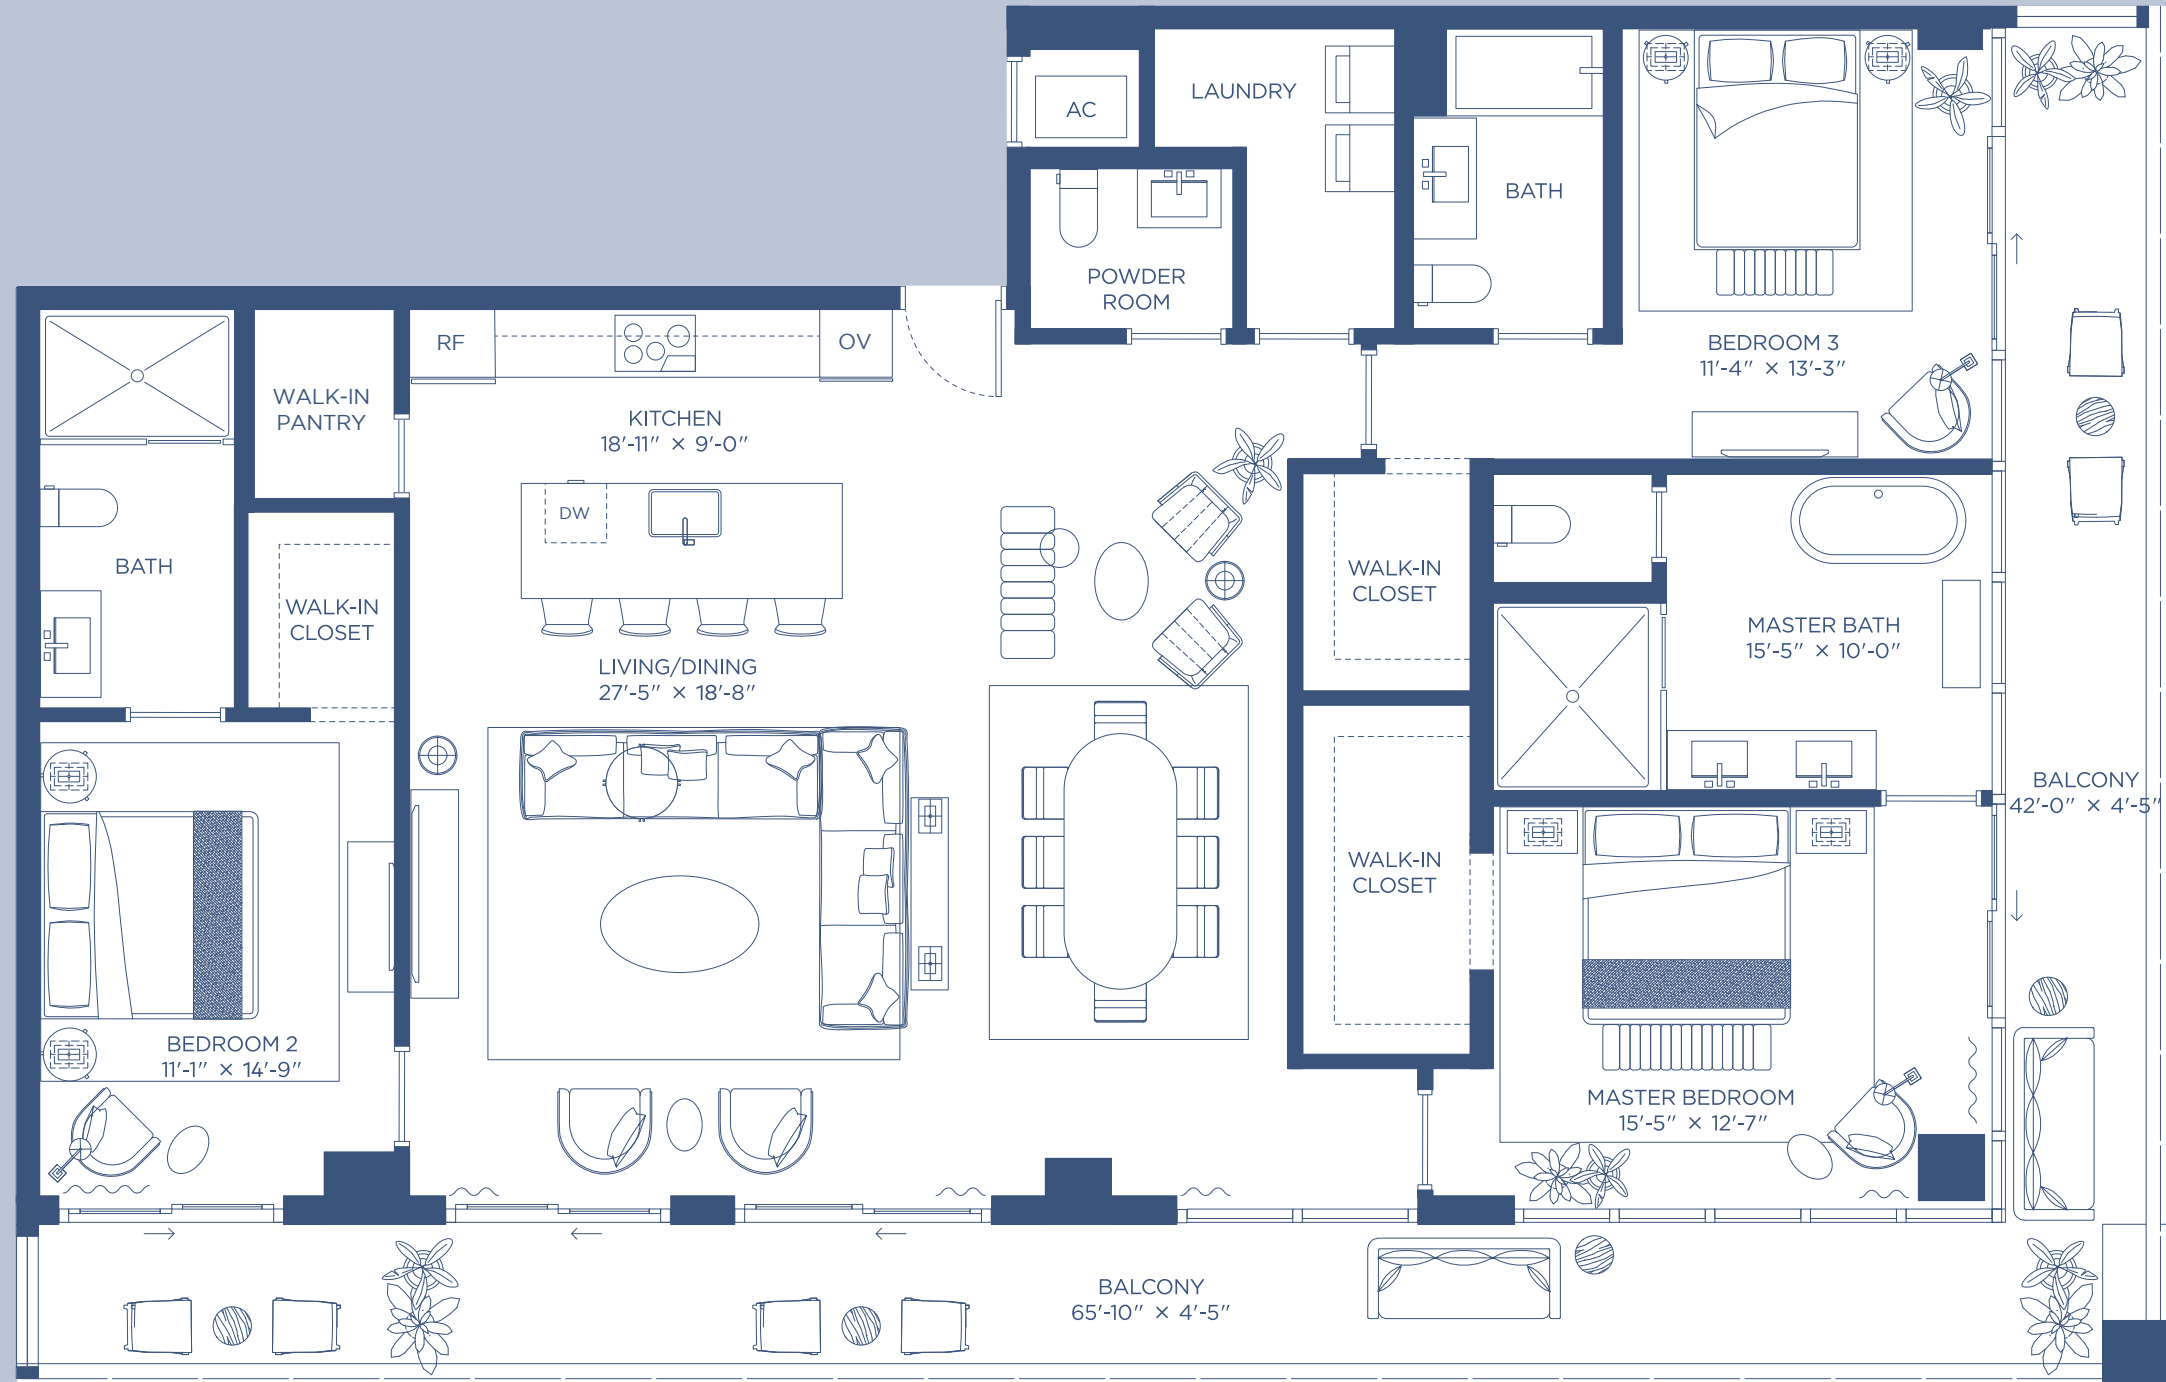 AC
LAUNDRY
BATH
POWDER
ROOM
BEDROOM 3
11'-4" × 13'-3"
RF
OV
WALK-IN
PANTRY
KITCHEN
18'-11" × 9'-0"
DW
BATH
WALK-IN
CLOSET
WALK-IN
CLOSET
LIVING/DINING
27'-5" × 18'-8"
MASTER BATH
15'-5" × 10'-0"
BALCONY
42'-0" × 4'-5"
WALK-IN
CLOSET
BEDROOM 2
11'-1" × 14'-9"
MASTER BEDROOM
15'-5" × 12'-7"
BALCONY
65'-10" × 4'-5"